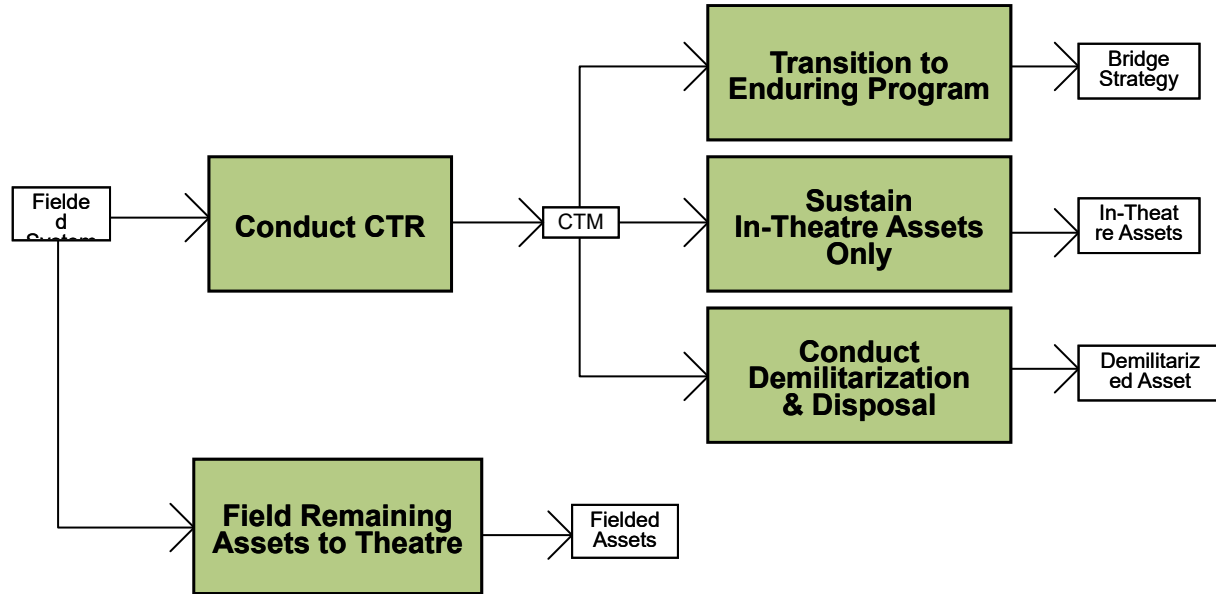 Fielde
d
System
Conduct CTR
CTM
Transition to
Enduring Program
Bridge
Strategy
Sustain
In-Theatre Assets
Only
In-Theat
re Assets
Conduct
Demilitarization
& Disposal
Demilitariz
ed Asset
Field Remaining
Assets to Theatre
Fielded
Assets